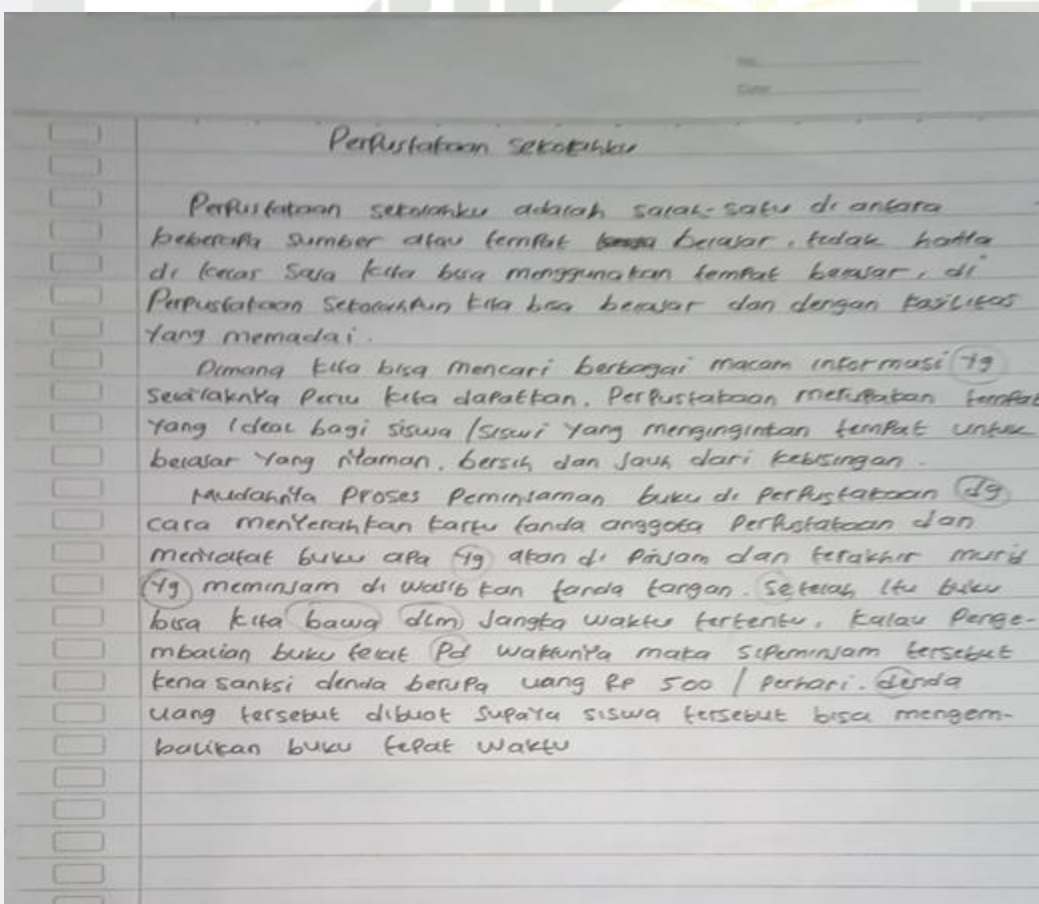 Perpustakaan sekolahku
Perpustakaan sekolahku adalah salah-satu di antara
beberapa sumber atau tempat belajar, tidak hanya
di kelas saja kita bisa menggunakan tempat belajar, di
Perpustakaan sekolahpun kita bisa belajar dan dengan fasilitas
yang memadai.
Dimana kita bisa mencari berbagai macam informasi yg
perlu kita dapatkan. Perpustakaan merupakan tempat
yang ideal bagi siswa / siswi yang menginginkan tempat untuk
belajar yang nyaman, bersih dan jauh dari kebisingan.
Mudahnya proses peminjaman buku di perpustakaan dg
cara menyerahkan kartu tanda anggota perpustakaan dan
mencatat buku apa yg akan di pinjam dan terakhir murid
yg meminjam di wajib kan tanda tangan. Setelah itu buku
bisa kita bawa dlm jangka waktu tertentu, kalau penge-
mbalian buku telat pd waktunya maka sipeminjam tersebut
kena sanksi denda berupa uang Rp 500 / perhari. denda
uang tersebut dibuat supaya siswa tersebut bisa mengem-
balikan buku tepat waktu